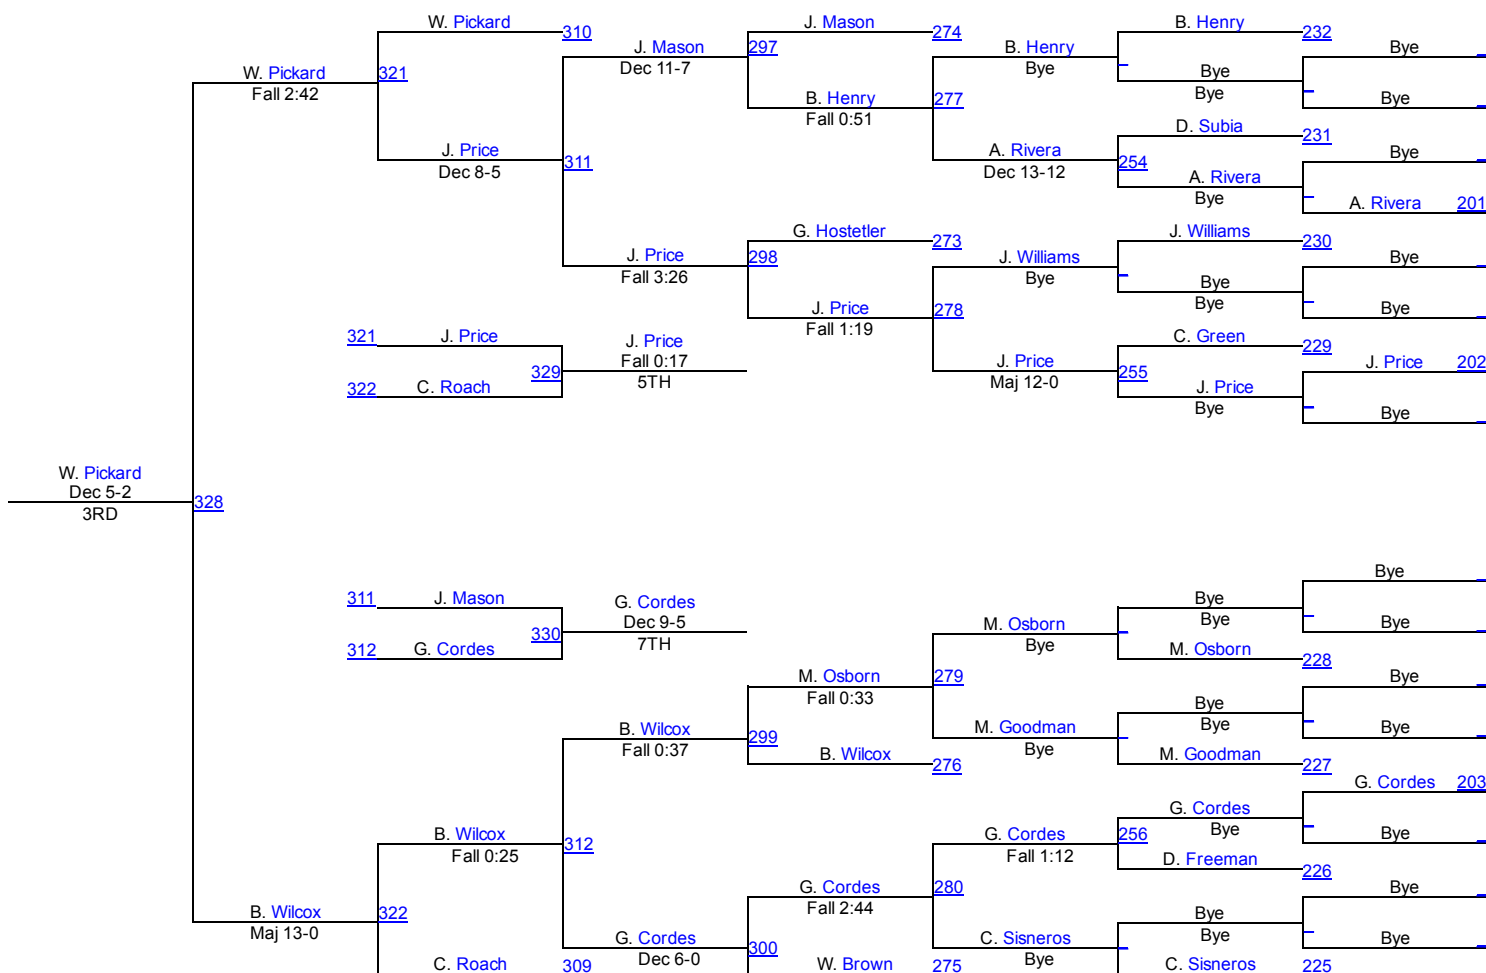 W. Pickard 310
J. Mason 274
B. Henry 232
J. Mason 297
Dec 11-7
B. Henry
Bye
Bye
W. Pickard 321
Fall 2:42
Bye
Bye
B. Henry 277
Fall 0:51
Bye
J. Price 311
Dec 8-5
A. Rivera 254
Dec 13-12
D. Subia 231
Bye
A. Rivera
Bye
A. Rivera 201
J. Price 298
Fall 3:26
G. Hostetler 273
J. Williams
Bye
J. Williams 230
Bye
Bye
Bye
J. Price 278
Fall 1:19
Bye
321 J. Price
329
322 C. Roach
J. Price
Fall 0:17
5TH
J. Price 255
Maj 12-0
C. Green 229
J. Price 202
J. Price
Bye
Bye
W. Pickard
Dec 5-2
3RD
328
311 J. Mason
330
312 G. Cordes
G. Cordes
Dec 9-5
7TH
M. Osborn
Bye
Bye
Bye
Bye
Bye
M. Osborn 228
M. Osborn 279
Fall 0:33
Bye
B. Wilcox 299
Fall 0:37
M. Goodman
Bye
Bye
Bye
Bye
B. Wilcox 276
M. Goodman 227
G. Cordes 203
B. Wilcox 312
Fall 0:25
G. Cordes 256
Fall 1:12
G. Cordes
Bye
Bye
D. Freeman 226
G. Cordes 280
Fall 2:44
Bye
B. Wilcox 322
Maj 13-0
Bye
Bye
G. Cordes 300
Dec 6-0
C. Sisneros
Bye
Bye
C. Roach 309
W. Brown 275
C. Sisneros 225